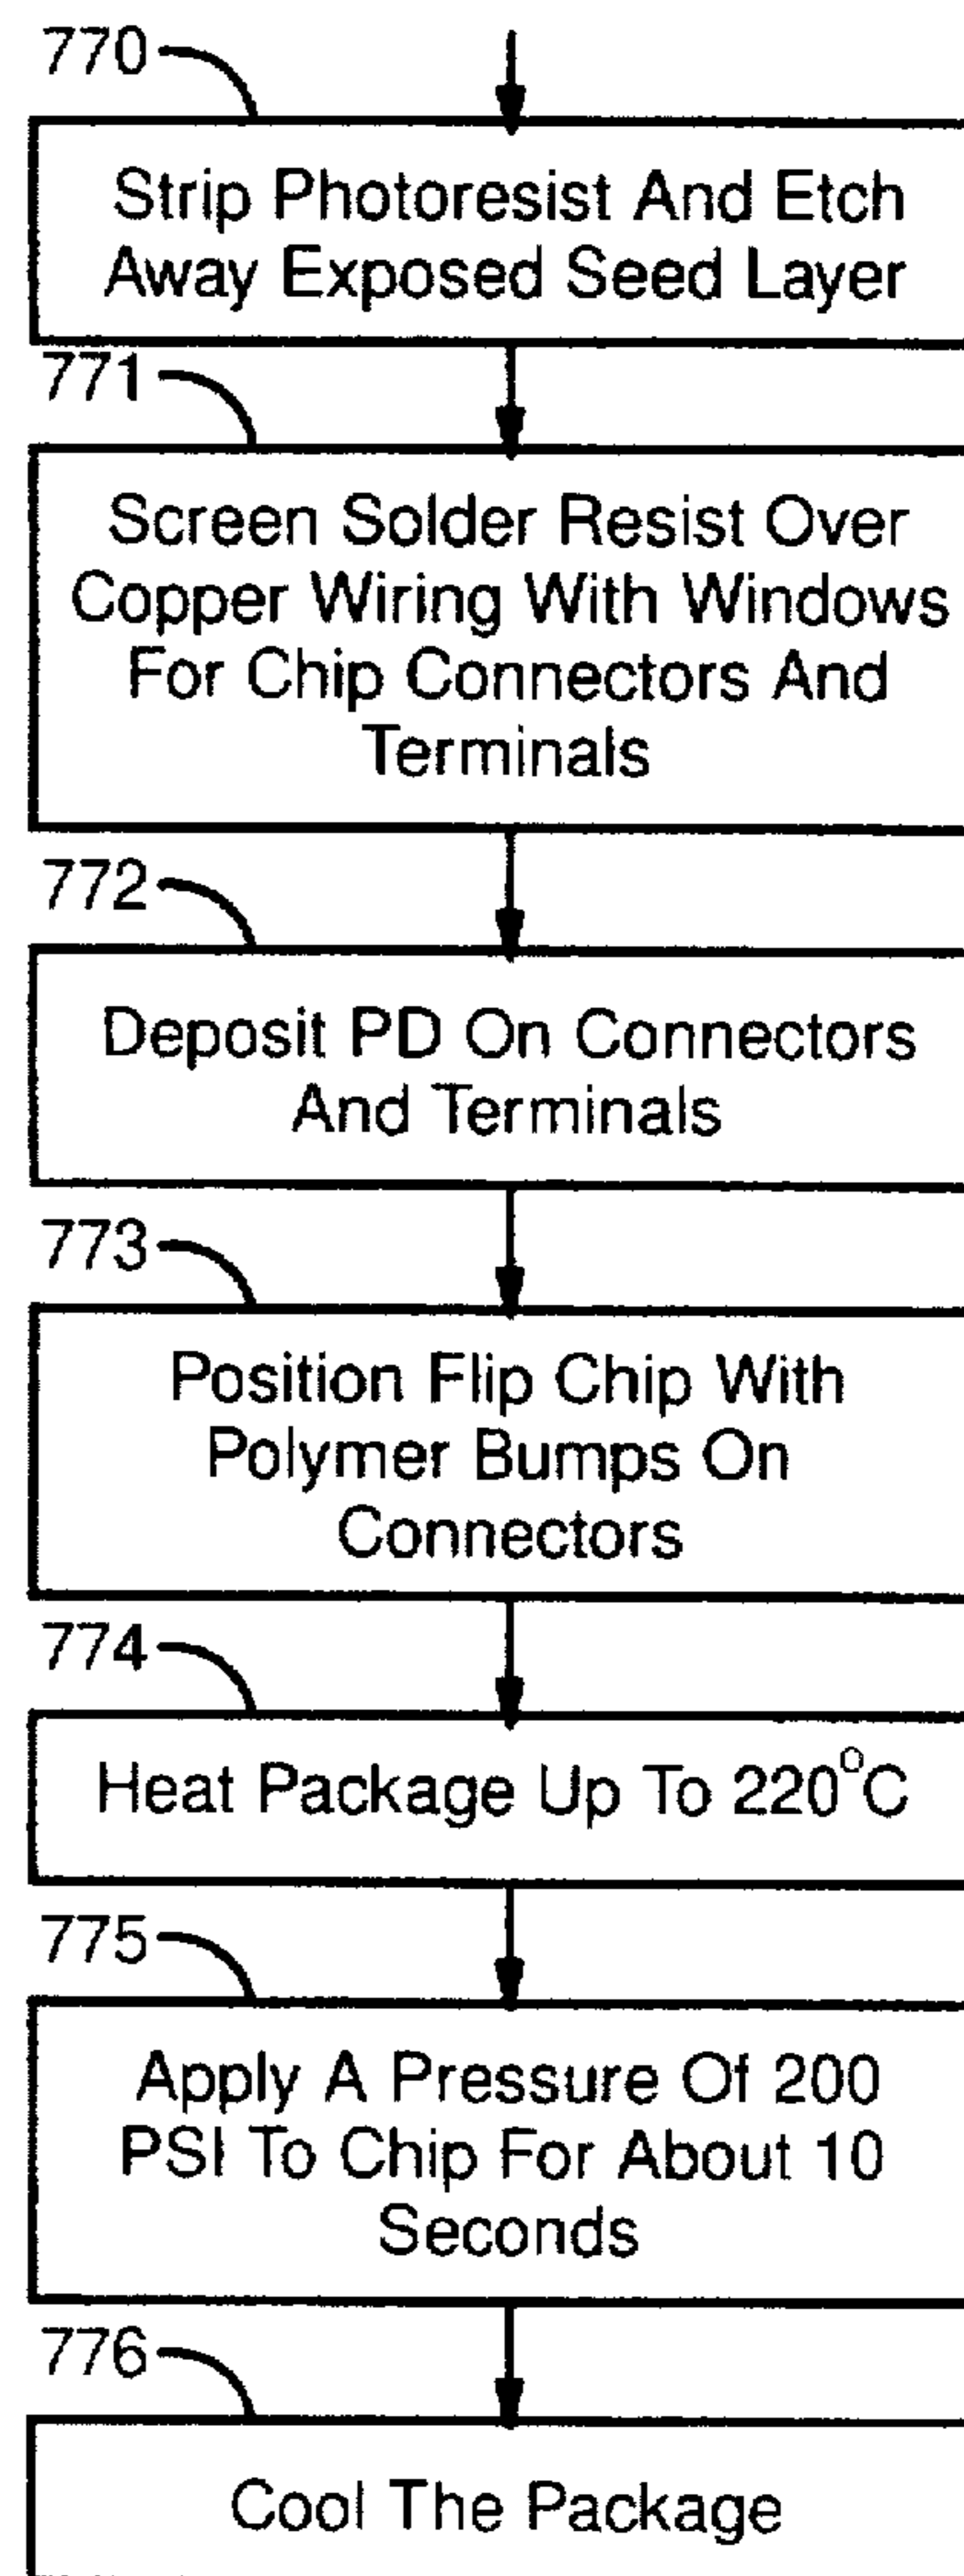 770
Strip Photoresist And Etch
Away Exposed Seed Layer
771
Screen Solder Resist Over
Copper Wiring With Windows
For Chip Connectors And
Terminals
772
Deposit PD On Connectors
And Terminals
773
Position Flip Chip With
Polymer Bumps On
Connectors
774
Heat Package Up To 220°C
775
Apply A Pressure Of 200
PSI To Chip For About 10
Seconds
776
Cool The Package